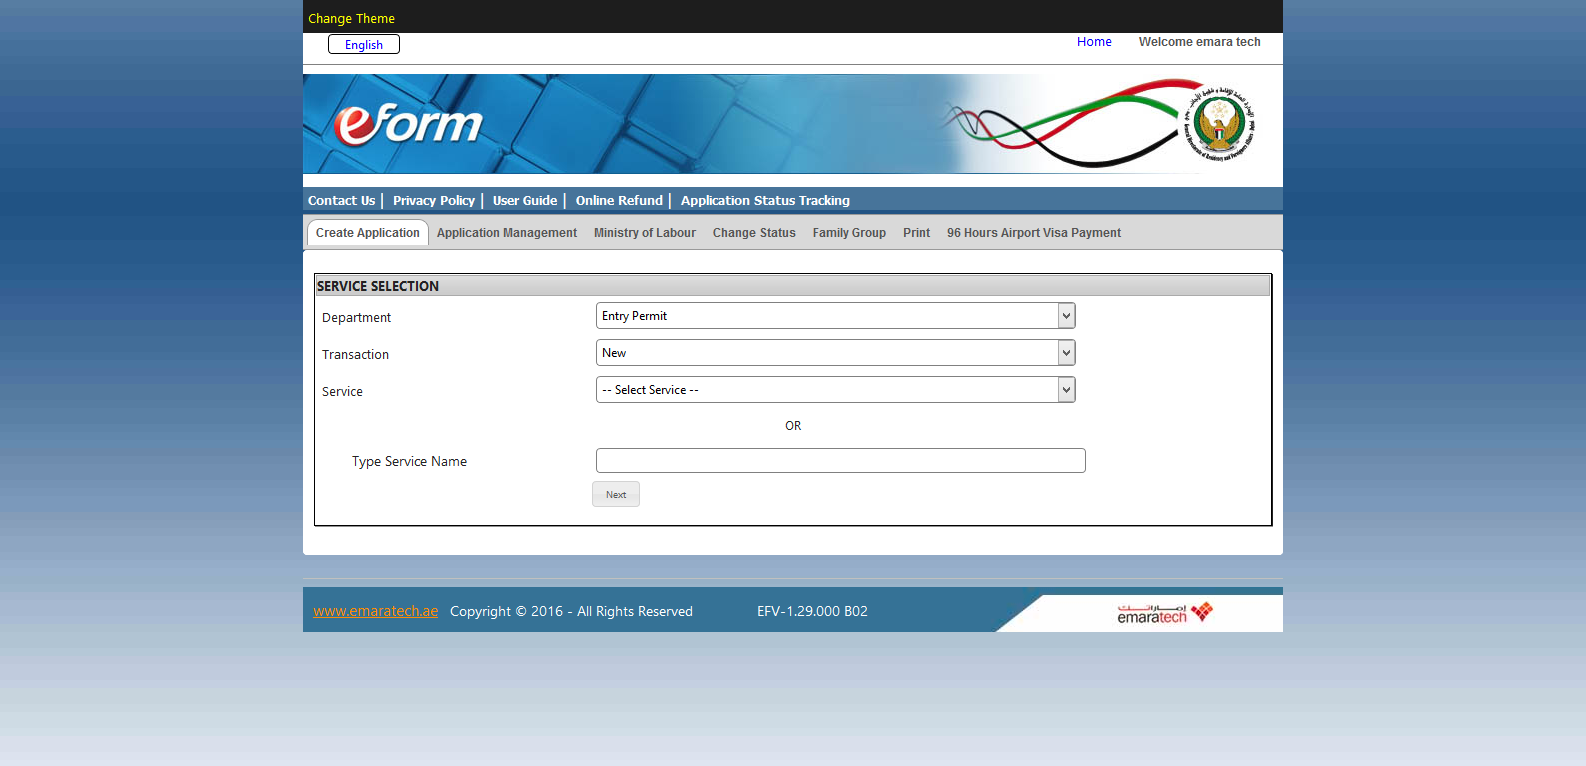 Change Theme
English
Home Welcome emara tech
eform
Contact Us | Privacy Policy | User Guide | Online Refund | Application Status Tracking
Create Application Application Management Ministry of Labour Change Status Family Group Print 96 Hours Airport Visa Payment
SERVICE SELECTION
Department Entry Permit
Transaction New
Service -- Select Service --
OR
Type Service Name
Next
www.emaratech.ae Copyright © 2016 - All Rights Reserved EFV-1.29.000 B02
إمـاراتــك
emaratech